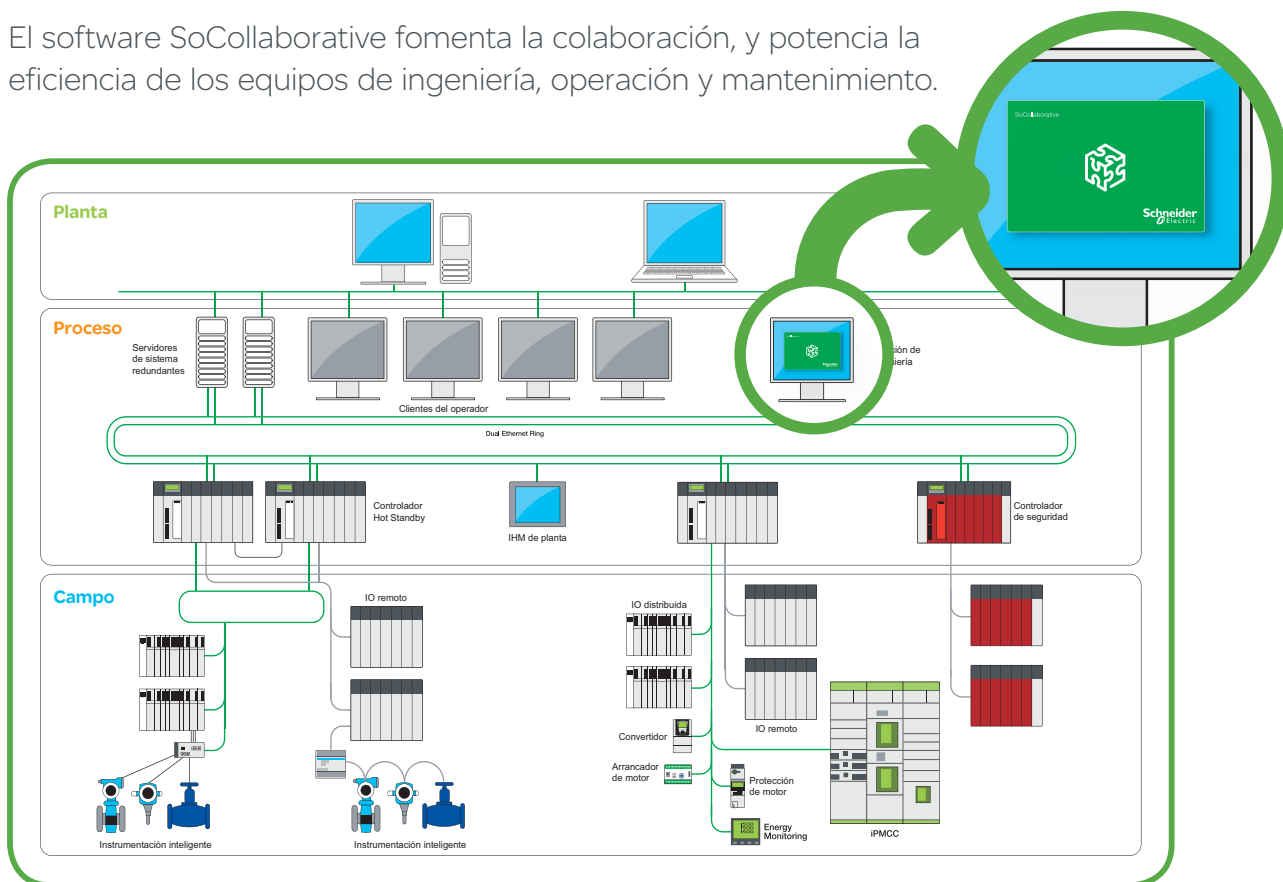 El software SoCollaborative fomenta la colaboración, y potencia la
eficiencia de los equipos de ingeniería, operación y mantenimiento.
SoCollaborative
Schneider
Electric
Planta
Proceso
Servidores
de sistema
redundantes
Clientes del operador
Dual Ethernet Ring
Controlador
Hot Standby
IHM de planta
Controlador
de seguridad
Campo
IO remoto
IO distribuida
Convertidor
IO remoto
Arrancador
de motor
Protección
de motor
Energy
Monitoring
iPMCC
Instrumentación inteligente
Instrumentación inteligente